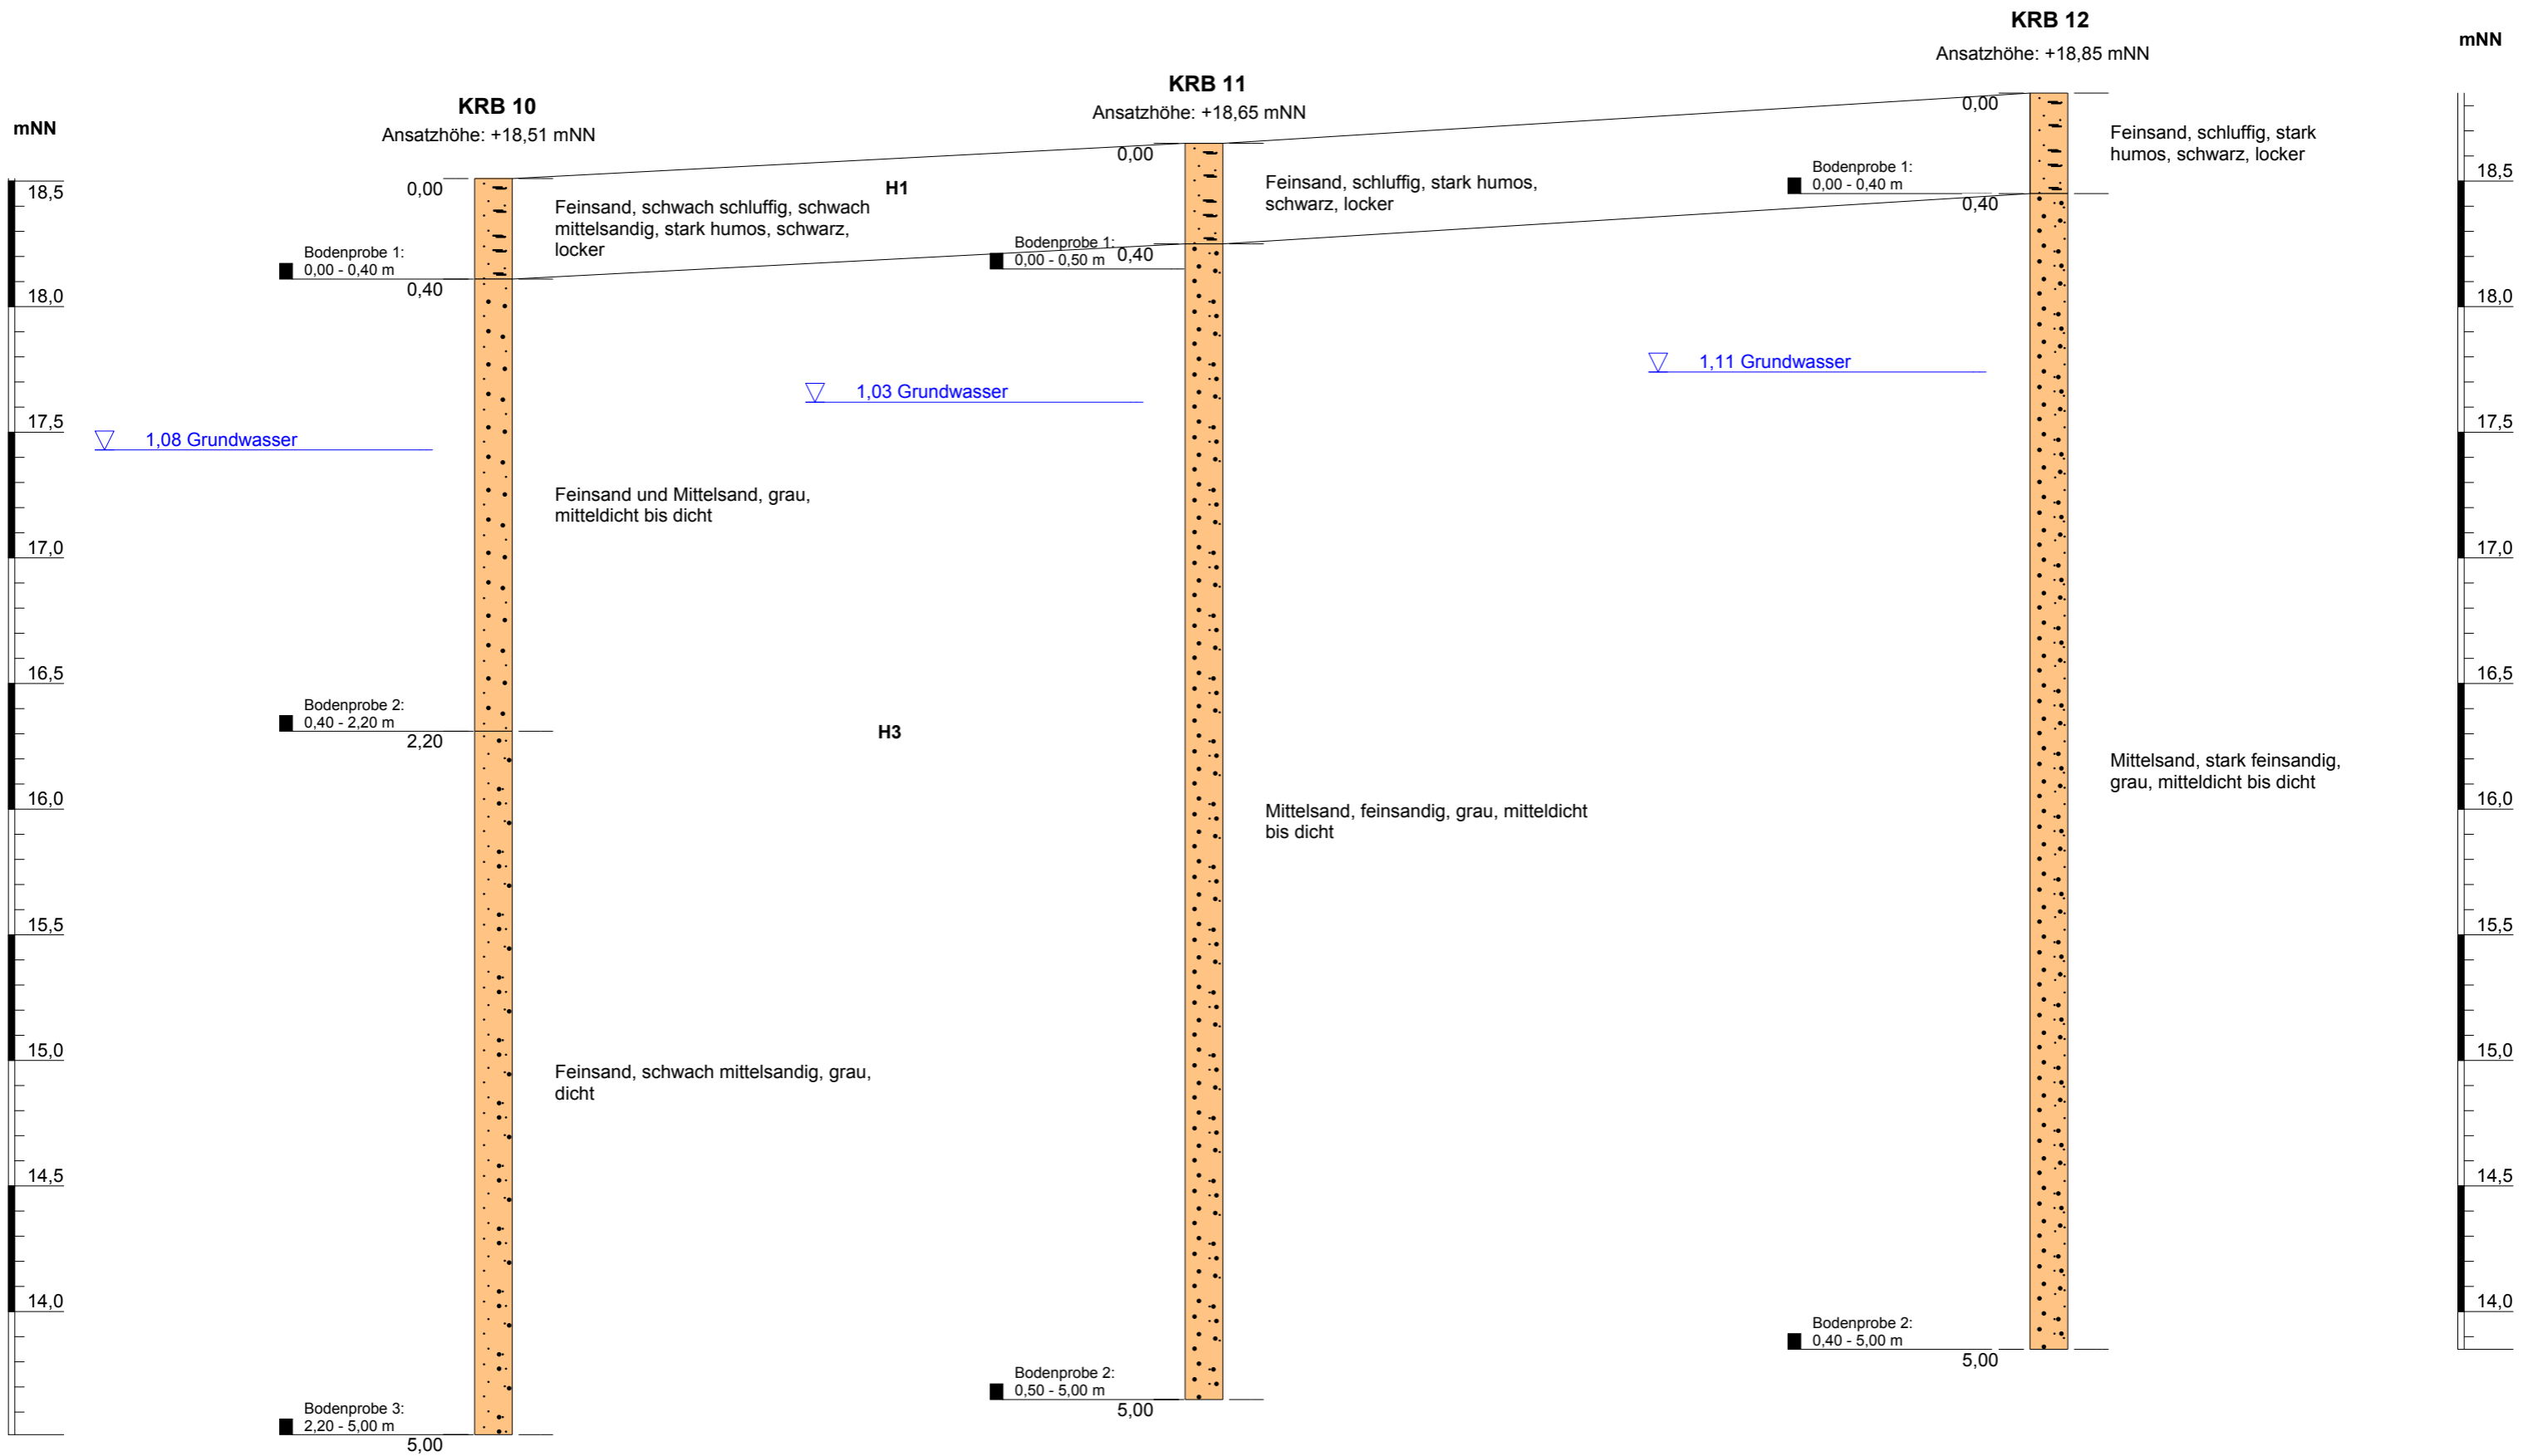 KRB 12
mNN
Ansatzhöhe: +18,85 mNN
KRB 11
Ansatzhöhe: +18,65 mNN
KRB 10
Ansatzhöhe: +18,51 mNN
mNN
18,5
18,0
17,5
17,0
16,5
16,0
15,5
15,0
14,5
14,0
0,00
Bodenprobe 1:
0,00 - 0,40 m
0,40
1,08 Grundwasser
Bodenprobe 2:
0,40 - 2,20 m
2,20
Bodenprobe 3:
2,20 - 5,00 m
5,00
Feinsand, schwach schluffig, schwach
mittelsandig, stark humos, schwarz,
locker
Feinsand und Mittelsand, grau,
mitteldicht bis dicht
Feinsand, schwach mittelsandig, grau,
dicht
H1
H3
0,00
Bodenprobe 1:
0,00 - 0,50 m
0,40
1,03 Grundwasser
Bodenprobe 2:
0,50 - 5,00 m
5,00
Feinsand, schluffig, stark humos,
schwarz, locker
Mittelsand, feinsandig, grau, mitteldicht
bis dicht
0,00
Bodenprobe 1:
0,00 - 0,40 m
0,40
1,11 Grundwasser
Bodenprobe 2:
0,40 - 5,00 m
5,00
Feinsand, schluffig, stark
humos, schwarz, locker
Mittelsand, stark feinsandig,
grau, mitteldicht bis dicht
18,5
18,0
17,5
17,0
16,5
16,0
15,5
15,0
14,5
14,0